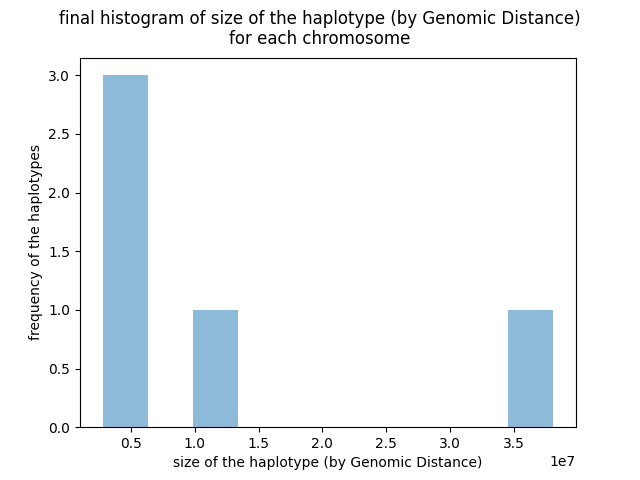 final histogram of size of the haplotype (by Genomic Distance)
for each chromosome
3.0
2.5
2.0
1.5
1.0
0.5
0.0
frequency of the haplotypes
0.5
1.0
1.5
2.0
2.5
3.0
3.5
1e7
size of the haplotype (by Genomic Distance)